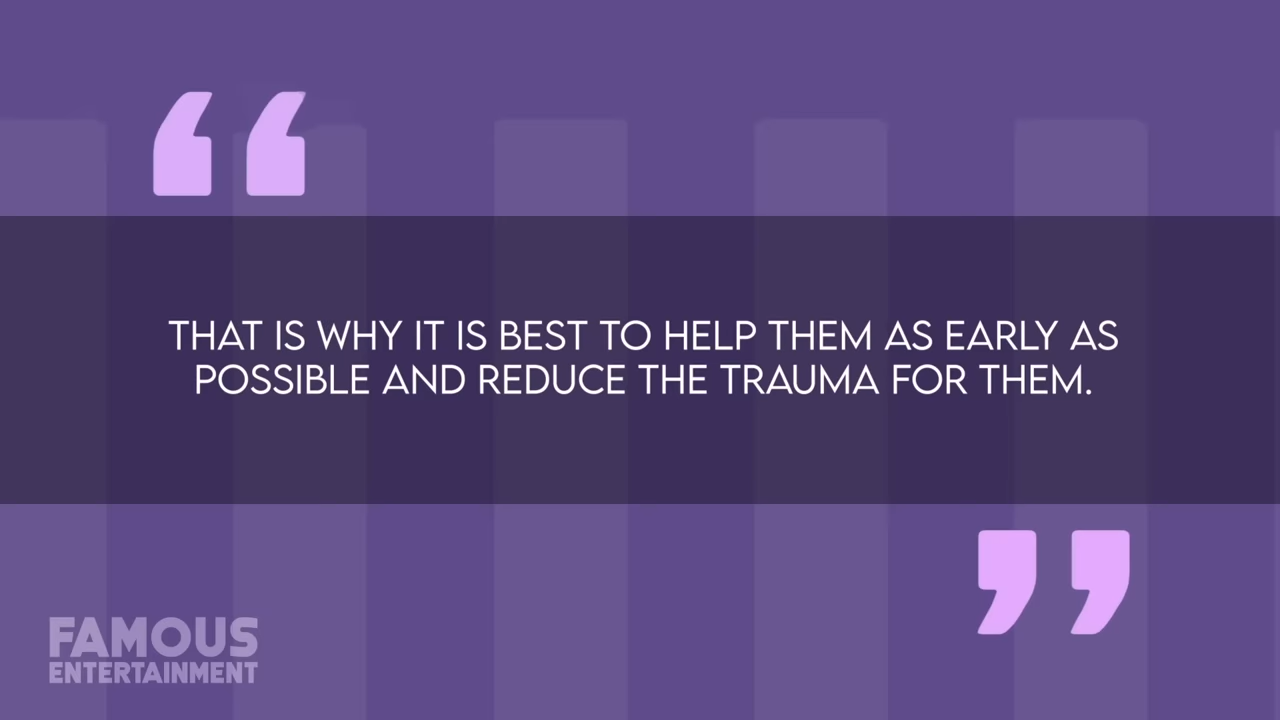 THAT IS WHY IT IS BEST TO HELP THEM AS EARLY AS
POSSIBLE AND REDUCE THE TRAUMA FOR THEM.
FAMOUS
ENTERTAINMENT